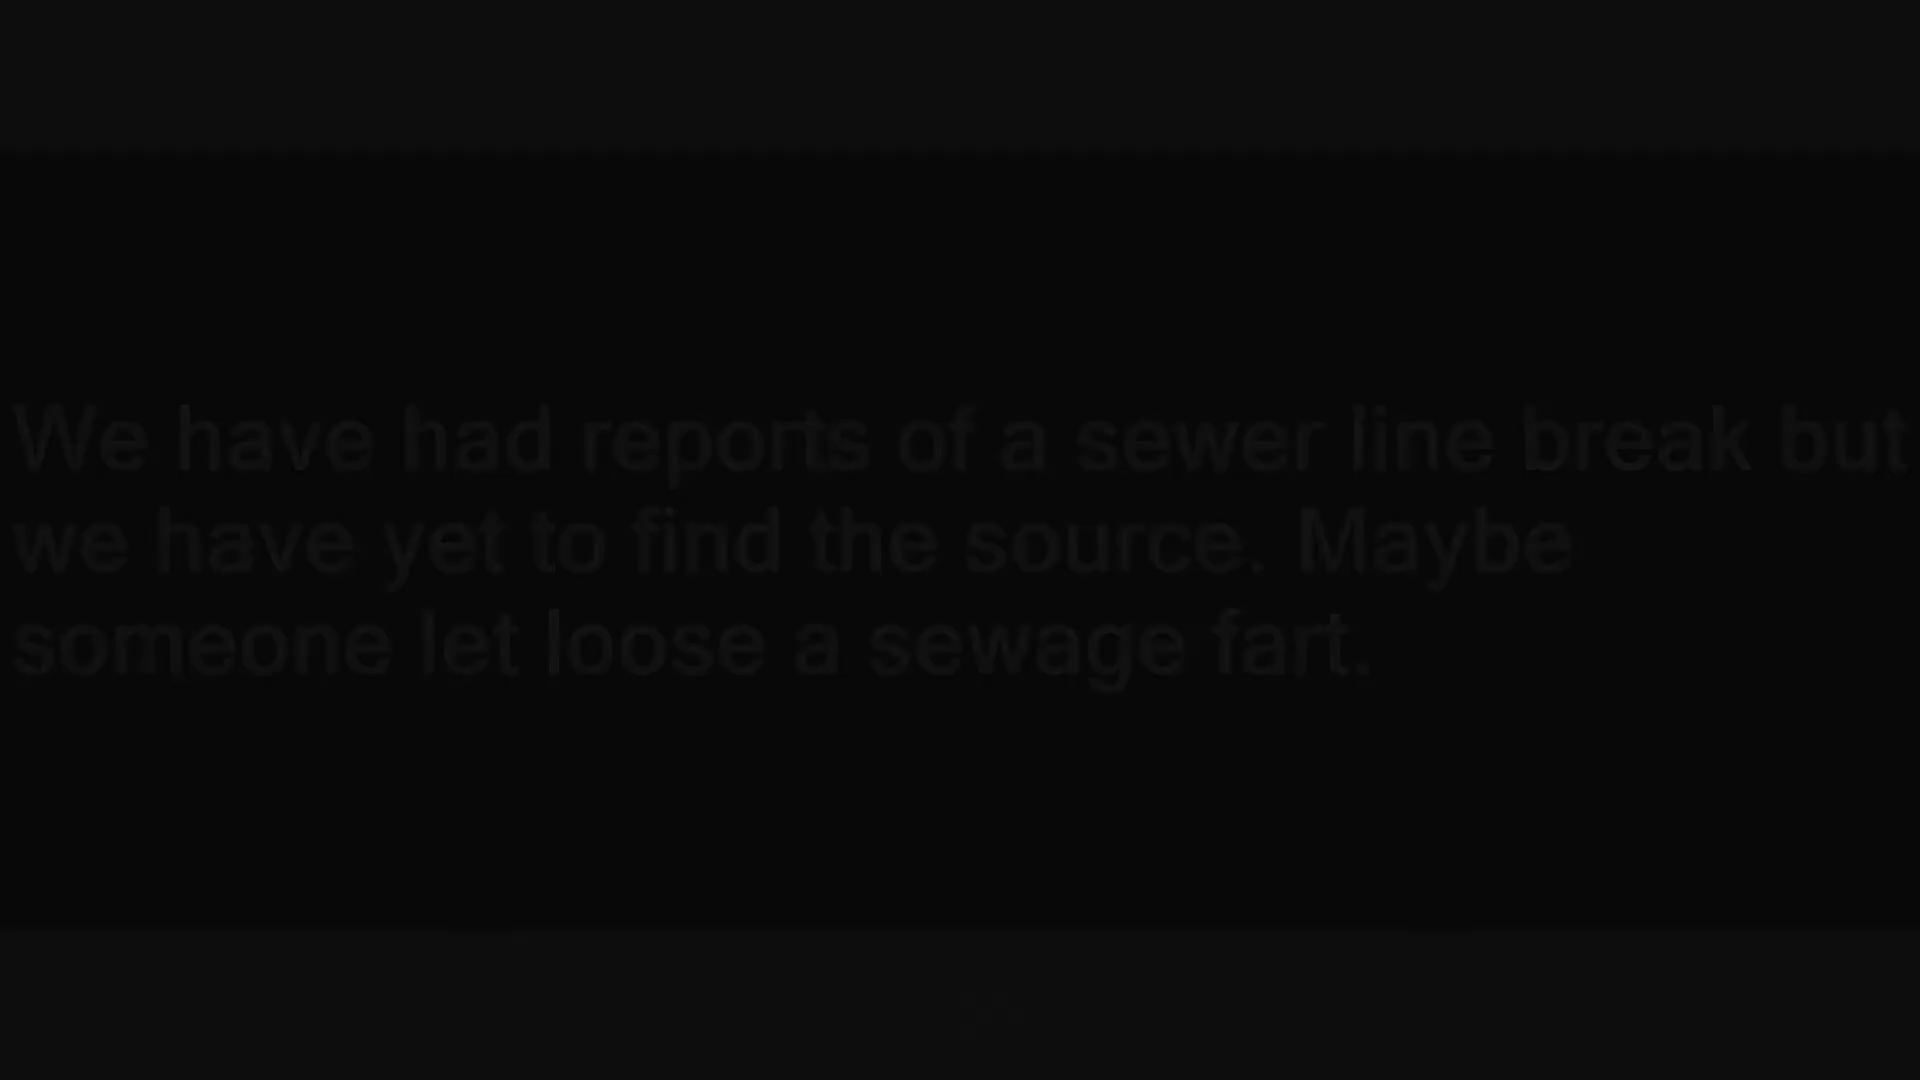 We have had reports of a sewer line break but
we have yet to find the source. Maybe
someone let loose a sewage fart.